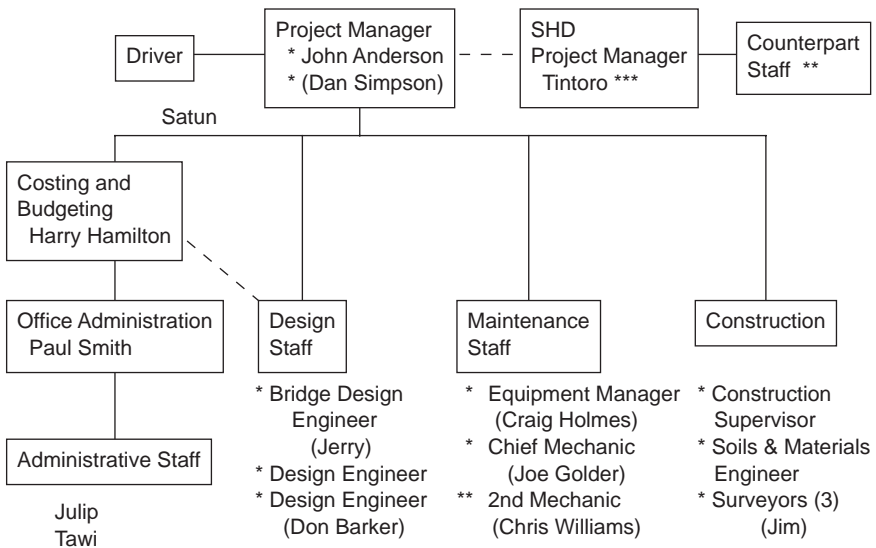 Driver
Project Manager
* John Anderson
* (Dan Simpson)
SHD
Project Manager
Tintoro ***
Counterpart
Staff **
Satun
Costing and
Budgeting
Harry Hamilton
Office Administration
Paul Smith
Administrative Staff
Julip
Tawi
Design
Staff
* Bridge Design
Engineer
(Jerry)
* Design Engineer
* Design Engineer
(Don Barker)
Maintenance
Staff
* Equipment Manager
(Craig Holmes)
* Chief Mechanic
(Joe Golder)
** 2nd Mechanic
(Chris Williams)
Construction
* Construction
Supervisor
* Soils & Materials
Engineer
* Surveyors (3)
(Jim)